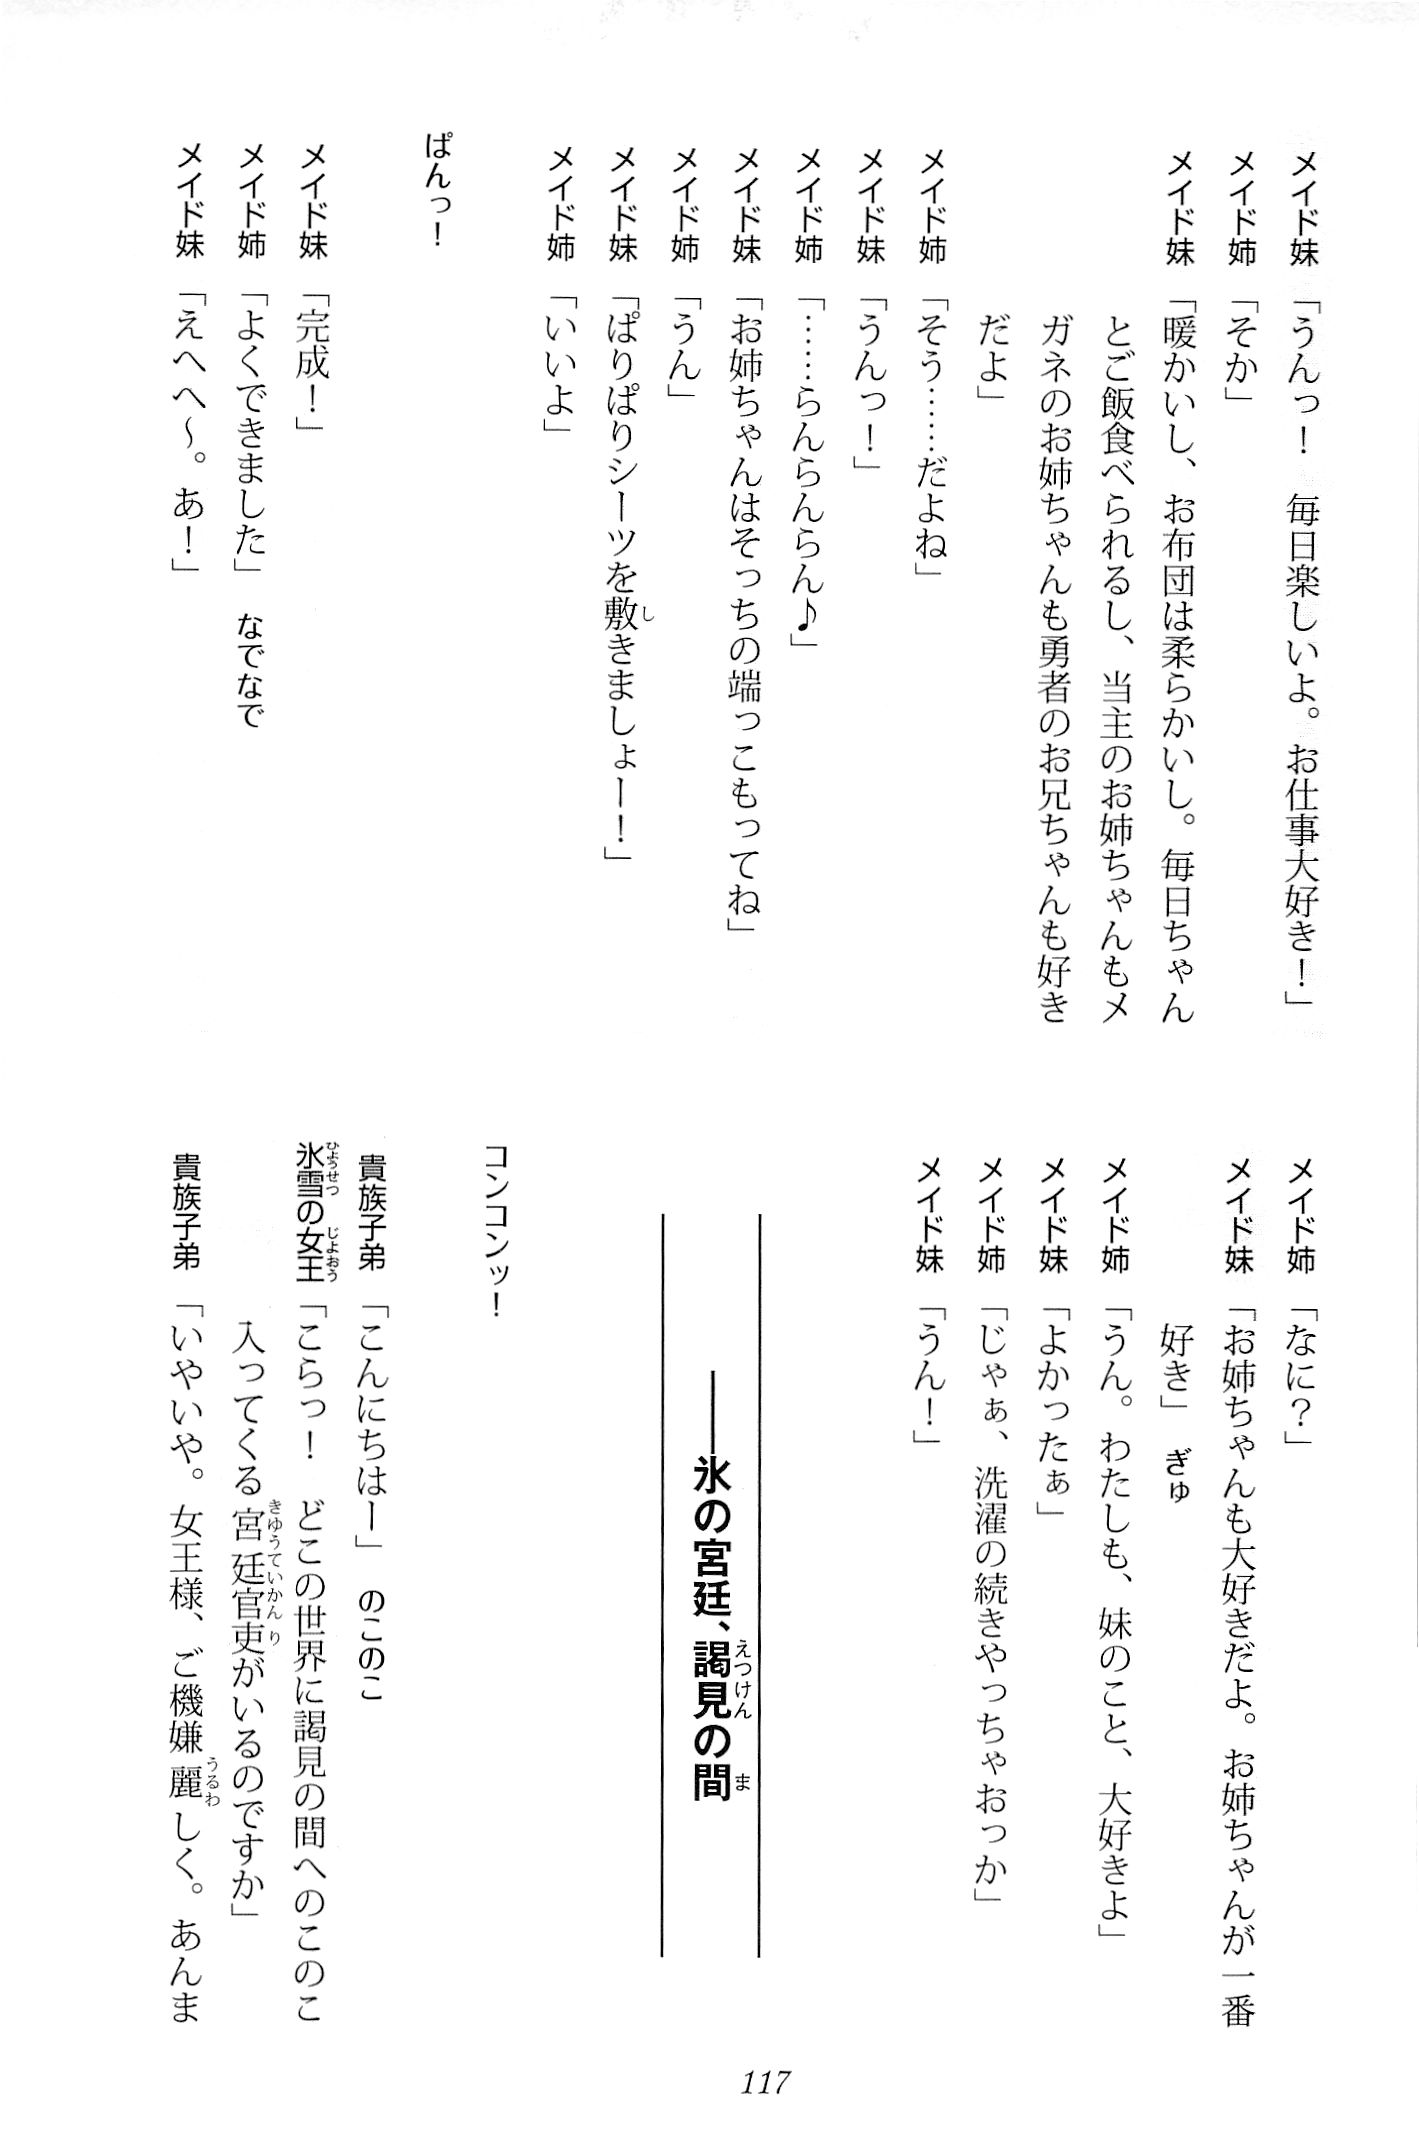 メイド妹「うんっ！　毎日楽しいよ。お仕事大好き！」
メイド姉「そか」
メイド妹「暖かいし、お布団は柔らかいし。毎日ちゃん
とご飯食べられるし、当主のお姉ちゃんもメ
ガネのお姉ちゃんも勇者のお兄ちゃんも好き
だよ」
メイド姉「そう……だよね」
メイド妹「うんっ！」
メイド姉「……らんらんらん♪」
メイド妹「お姉ちゃんはそっちの端っこもってね」
メイド姉「うん」
メイド妹「ぱりぱりシーツを敷きましょー！」
メイド姉「いいよ」
ぱんっ！
メイド妹「完成！」
メイド姉「よくできました」　なでなで
メイド妹「えへへ～。あ！」
メイド姉「なに？」
メイド妹「お姉ちゃんも大好きだよ。お姉ちゃんが一番
好き」　ぎゅ
メイド姉「うん。わたしも、妹のこと、大好きよ」
メイド妹「よかったぁ」
メイド姉「じゃぁ、洗濯の続きやっちゃおっか」
メイド妹「うん！」
――氷の宮廷、謁見の間
コンコンッ！
貴族子弟「こんにちはー」　のこのこ
氷雪の女王「こらっ！　どこの世界に謁見の間へのこのこ
入ってくる宮廷官吏がいるのですか」
貴族子弟「いやいや。女王様、ご機嫌麗しく。あんま
117